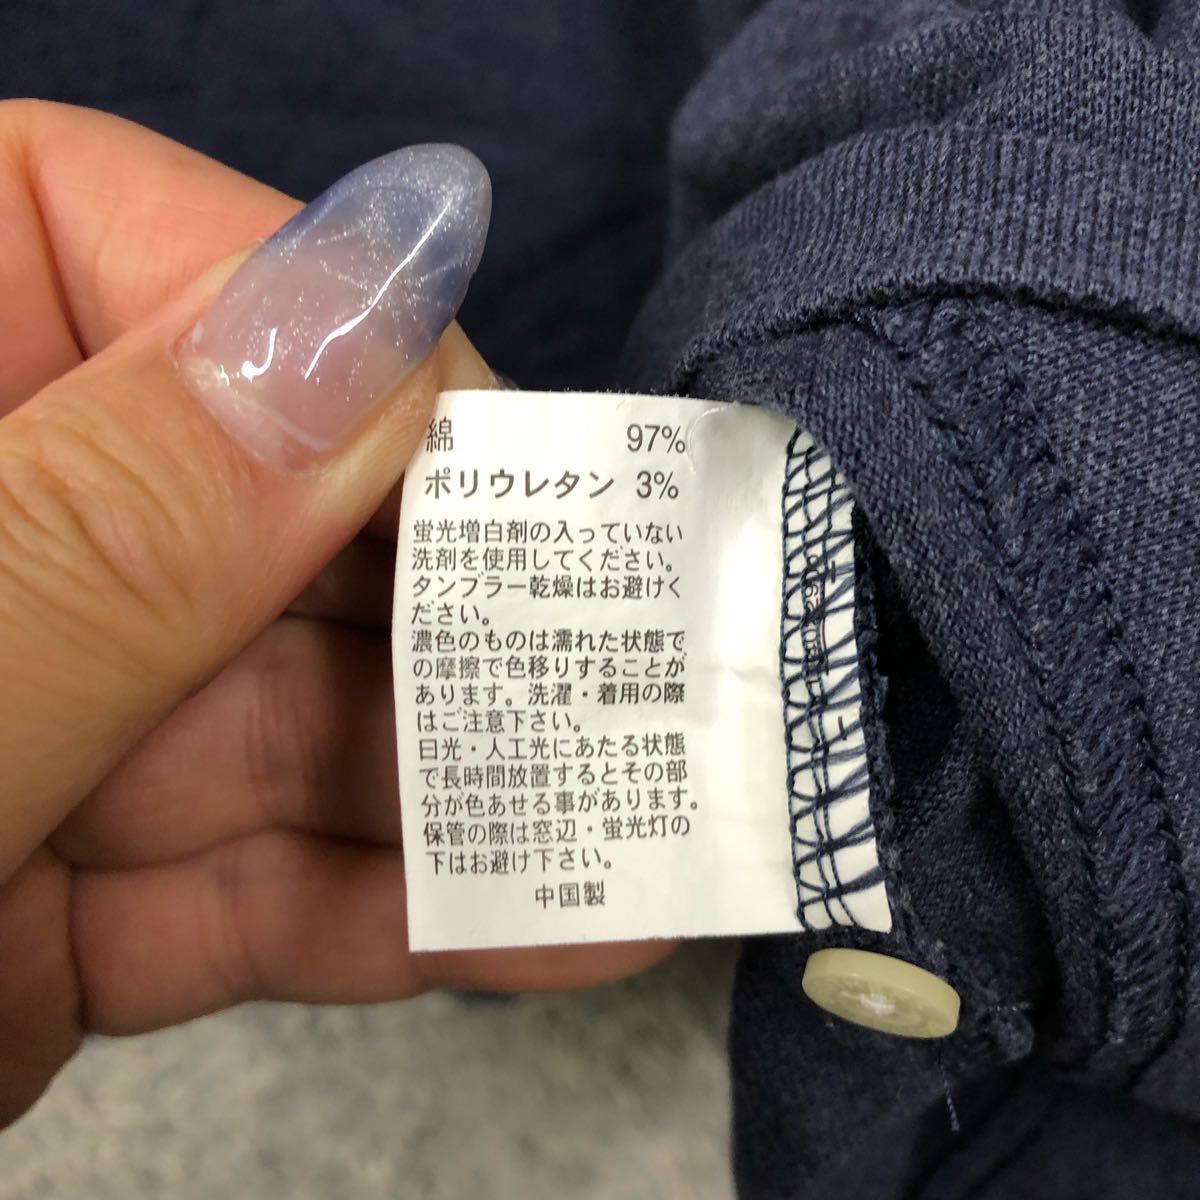 綿 97%
ポリウレタン 3%
蛍光増白剤の入っていない
洗剤を使用してください。
タンブラー乾燥はお避けく
ださい。
濃色のものは濡れた状態で
の摩擦で色移りすることが
あります。洗濯・着用の際
はご注意下さい。
日光・人工光にあたる状態
で長時間放置するとその部
分が色あせる事があります。
保管の際は窓辺・蛍光灯の
下はお避け下さい。
中国製